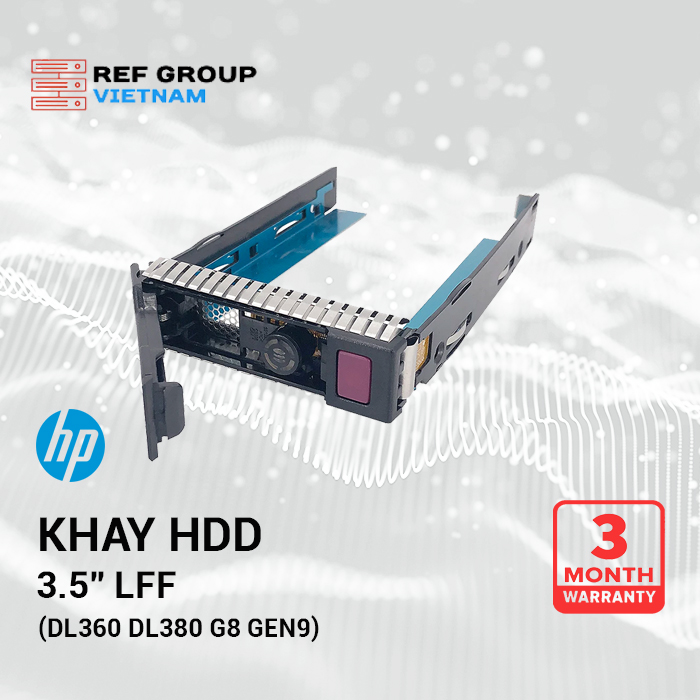 REF GROUP
VIETNAM
hp
KHAY HDD
3.5" LFF
(DL360 DL380 G8 GEN9)
3
MONTH
WARRANTY